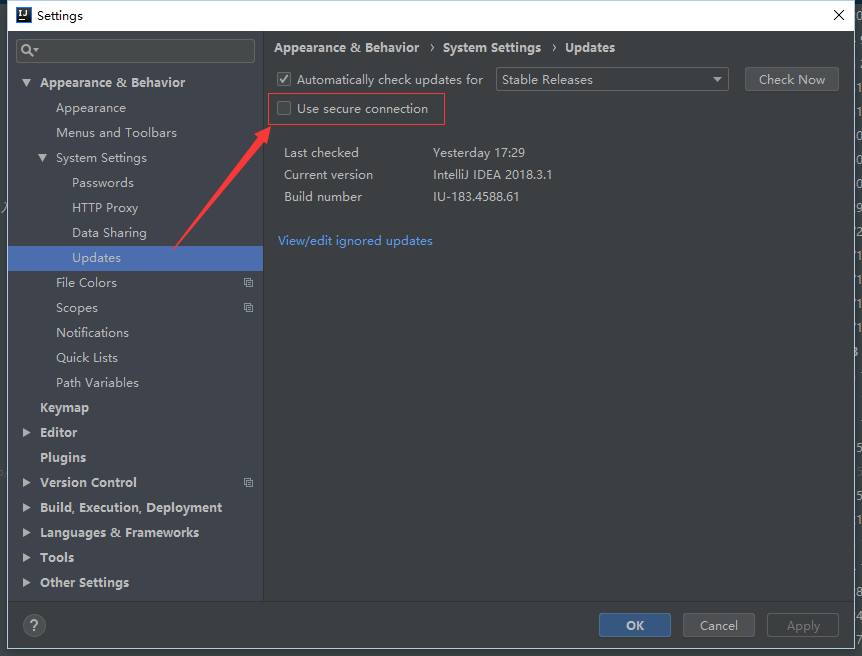 Settings
Appearance & Behavior › System Settings › Updates
Appearance & Behavior
Appearance
Menus and Toolbars
System Settings
Passwords
HTTP Proxy
Data Sharing
Updates
File Colors
Scopes
Notifications
Quick Lists
Path Variables
Keymap
Editor
Plugins
Version Control
Build, Execution, Deployment
Languages & Frameworks
Tools
Other Settings
Automatically check updates for Stable Releases Check Now
Use secure connection
Last checked Yesterday 17:29
Current version IntelliJ IDEA 2018.3.1
Build number IU-183.4588.61
View/edit ignored updates
? OK Cancel Apply